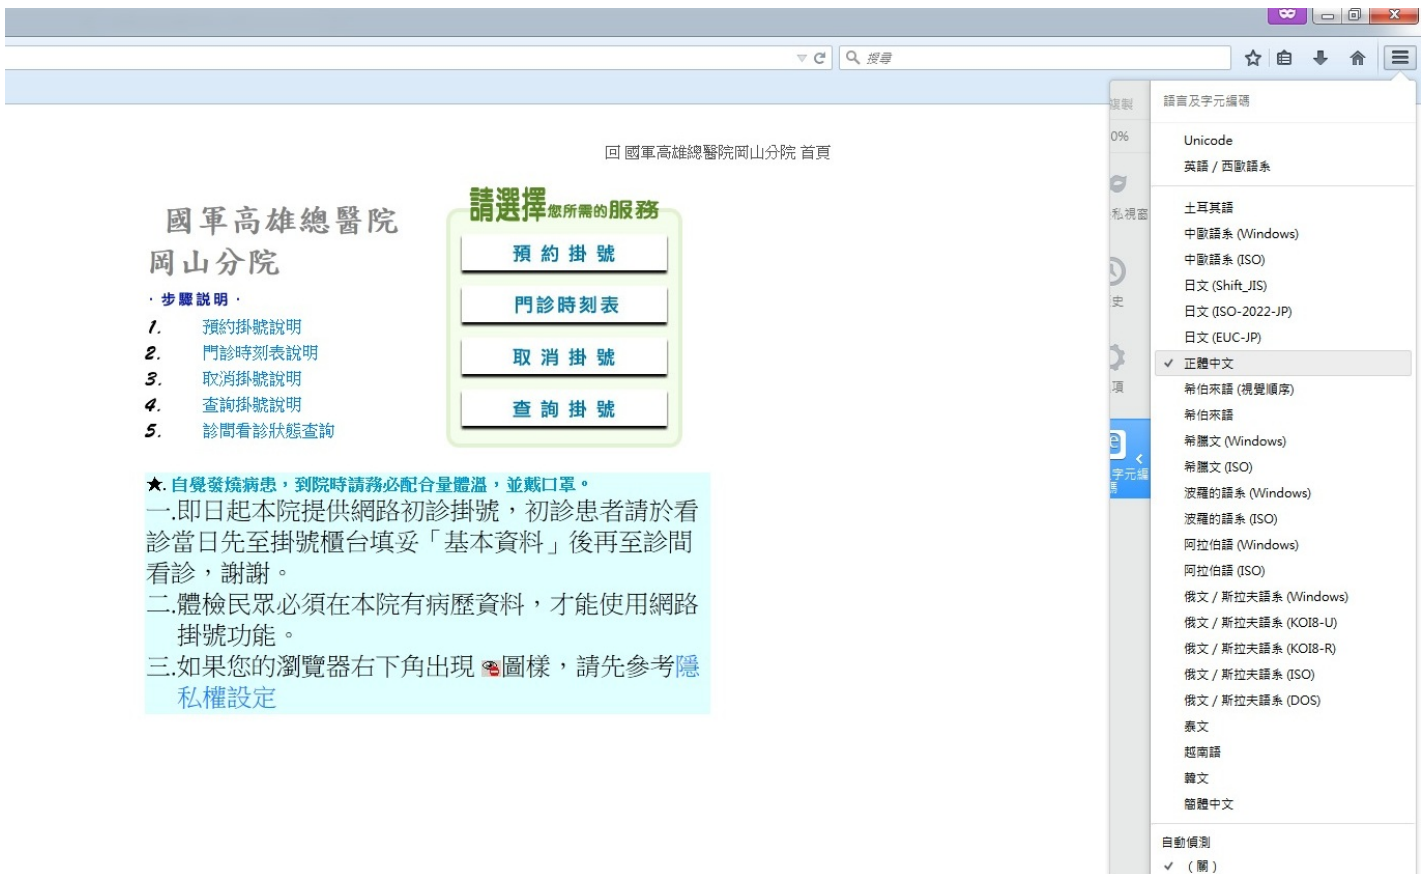 搜尋
回 國軍高雄總醫院岡山分院 首頁
國軍高雄總醫院
岡山分院
· 步驟說明 ·
1. 預約掛號說明
2. 門診時刻表說明
3. 取消掛號說明
4. 查詢掛號說明
5. 診間看診狀態查詢
請選擇您所需的服務
預約掛號
門診時刻表
取消掛號
查詢掛號
★. 自覺發燒病患，到院時請務必配合量體溫，並戴口罩。
一.即日起本院提供網路初診掛號，初診患者請於看
診當日先至掛號櫃台填妥「基本資料」後再至診間
看診，謝謝。
二.體檢民眾必須在本院有病歷資料，才能使用網路
掛號功能。
三.如果您的瀏覽器右下角出現 圖樣，請先參考隱
私權設定
複製
0%
私視窗
史
項
字元編
碼
語言及字元編碼
Unicode
英語 / 西歐語系
土耳其語
中歐語系 (Windows)
中歐語系 (ISO)
日文 (Shift_JIS)
日文 (ISO-2022-JP)
日文 (EUC-JP)
✓ 正體中文
希伯來語 (視覺順序)
希伯來語
希臘文 (Windows)
希臘文 (ISO)
波羅的語系 (Windows)
波羅的語系 (ISO)
阿拉伯語 (Windows)
阿拉伯語 (ISO)
俄文 / 斯拉夫語系 (Windows)
俄文 / 斯拉夫語系 (KOI8-U)
俄文 / 斯拉夫語系 (KOI8-R)
俄文 / 斯拉夫語系 (ISO)
俄文 / 斯拉夫語系 (DOS)
泰文
越南語
韓文
簡體中文
自動偵測
✓ （關）